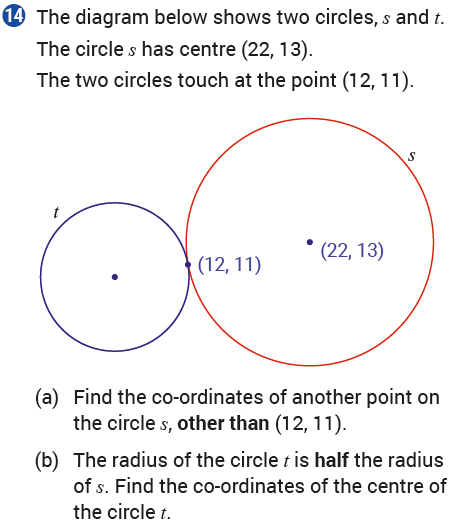 14 The diagram below shows two circles, s and t.
The circle s has centre (22, 13).
The two circles touch at the point (12, 11).
s
t
(22, 13)
(12, 11)
(a) Find the co-ordinates of another point on
the circle s, other than (12, 11).
(b) The radius of the circle t is half the radius
of s. Find the co-ordinates of the centre of
the circle t.